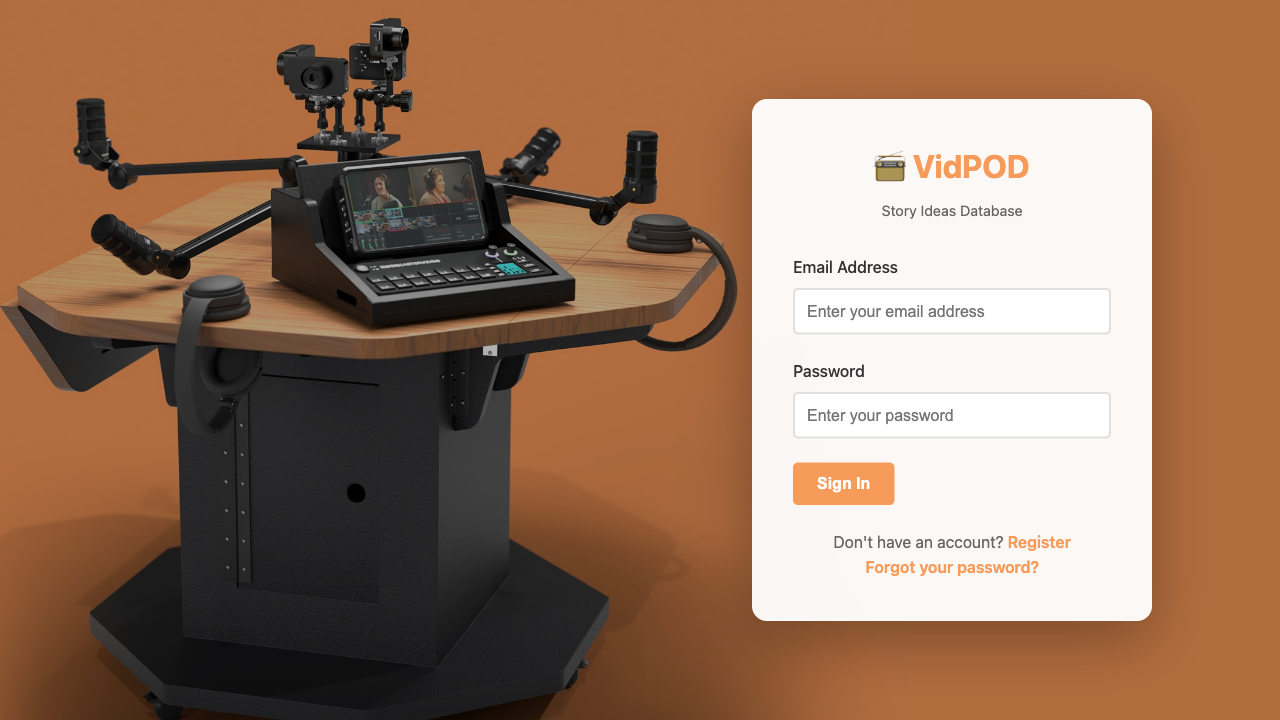 VidPOD
Story Ideas Database
Email Address
Enter your email address
Password
Enter your password
Sign In
Don't have an account? Register
Forgot your password?